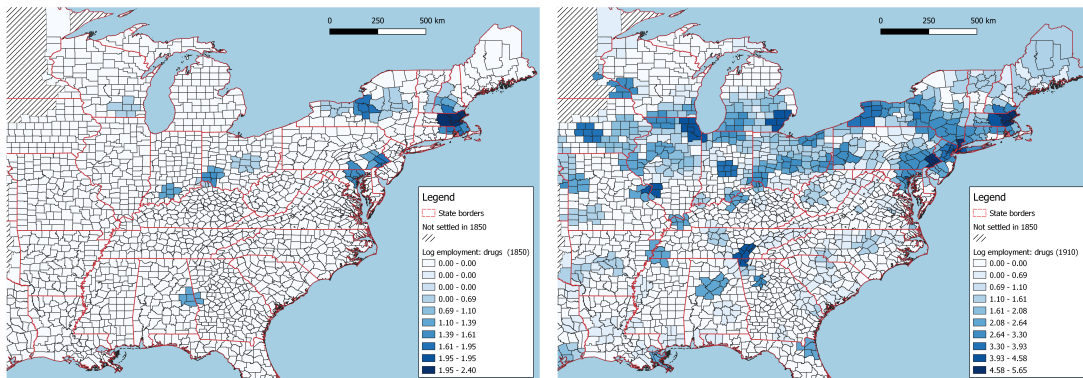 0 250 500 km
Legend
State borders
Not settled in 1850
Log employment: drugs (1850)
0.00 - 0.00
0.00 - 0.00
0.00 - 0.00
0.00 - 0.69
0.69 - 1.10
1.10 - 1.39
1.39 - 1.61
1.61 - 1.95
1.95 - 1.95
1.95 - 2.40
0 250 500 km
Legend
State borders
Not settled in 1850
Log employment: drugs (1910)
0.00 - 0.00
0.00 - 0.69
0.69 - 1.10
1.10 - 1.61
1.61 - 2.08
2.08 - 2.64
2.64 - 3.30
3.30 - 3.93
3.93 - 4.58
4.58 - 5.65